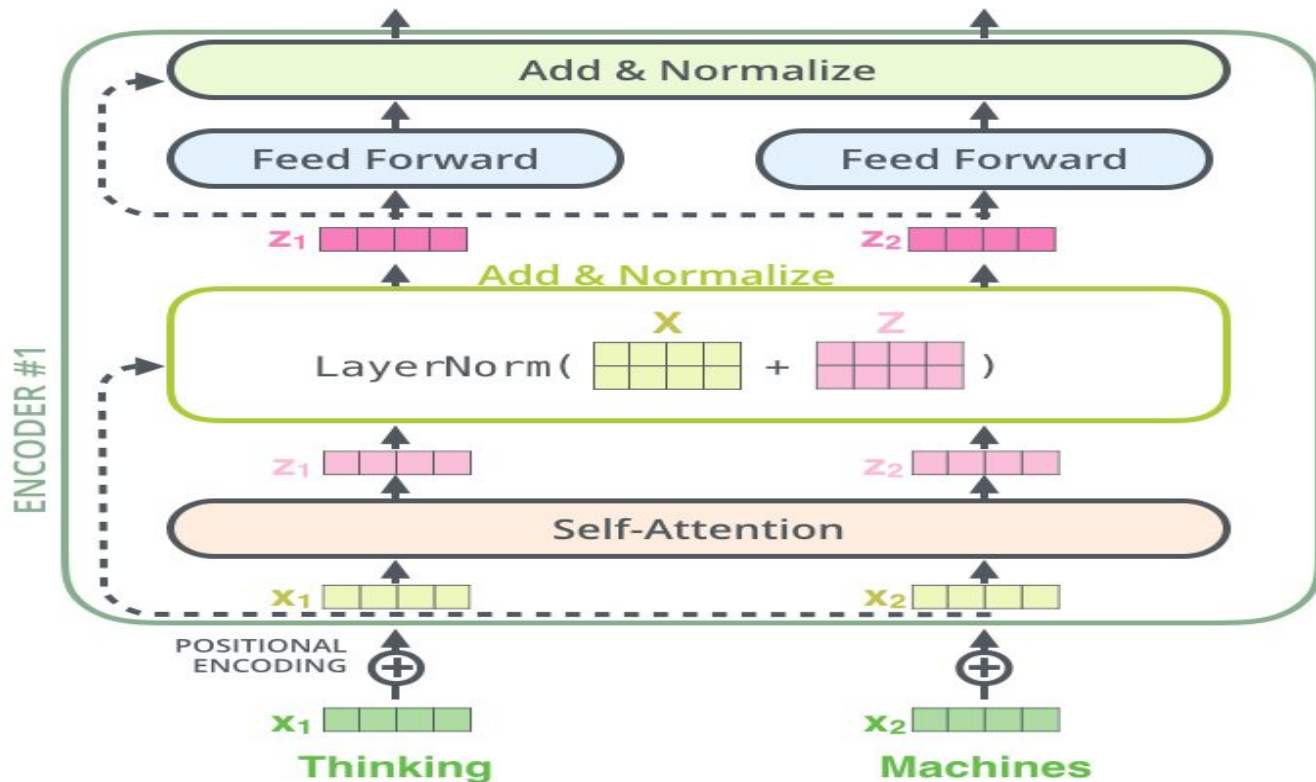 Add & Normalize
Feed Forward
Feed Forward
z₁
z₂
Add & Normalize
X
Z
LayerNorm( + )
ENCODER #1
z₁
z₂
Self-Attention
x₁
x₂
POSITIONAL
ENCODING
+
+
x₁
x₂
Thinking
Machines